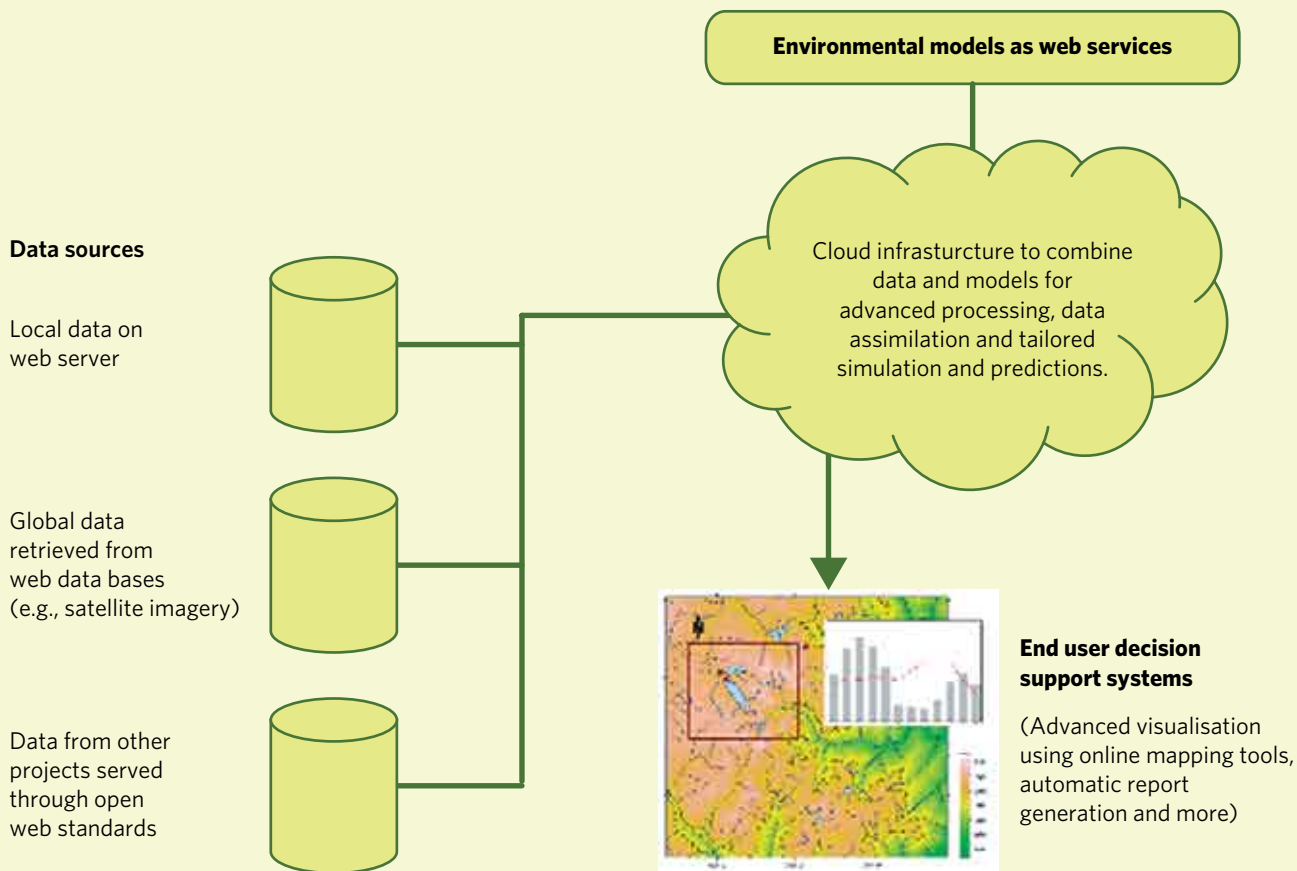 Environmental models as web services
Data sources
Local data on
web server
Global data
retrieved from
web data bases
(e.g., satellite imagery)
Data from other
projects served
through open
web standards
Cloud infrasturcture to combine
data and models for
advanced processing, data
assimilation and tailored
simulation and predictions.
End user decision
support systems
(Advanced visualisation
using online mapping tools,
automatic report
generation and more)